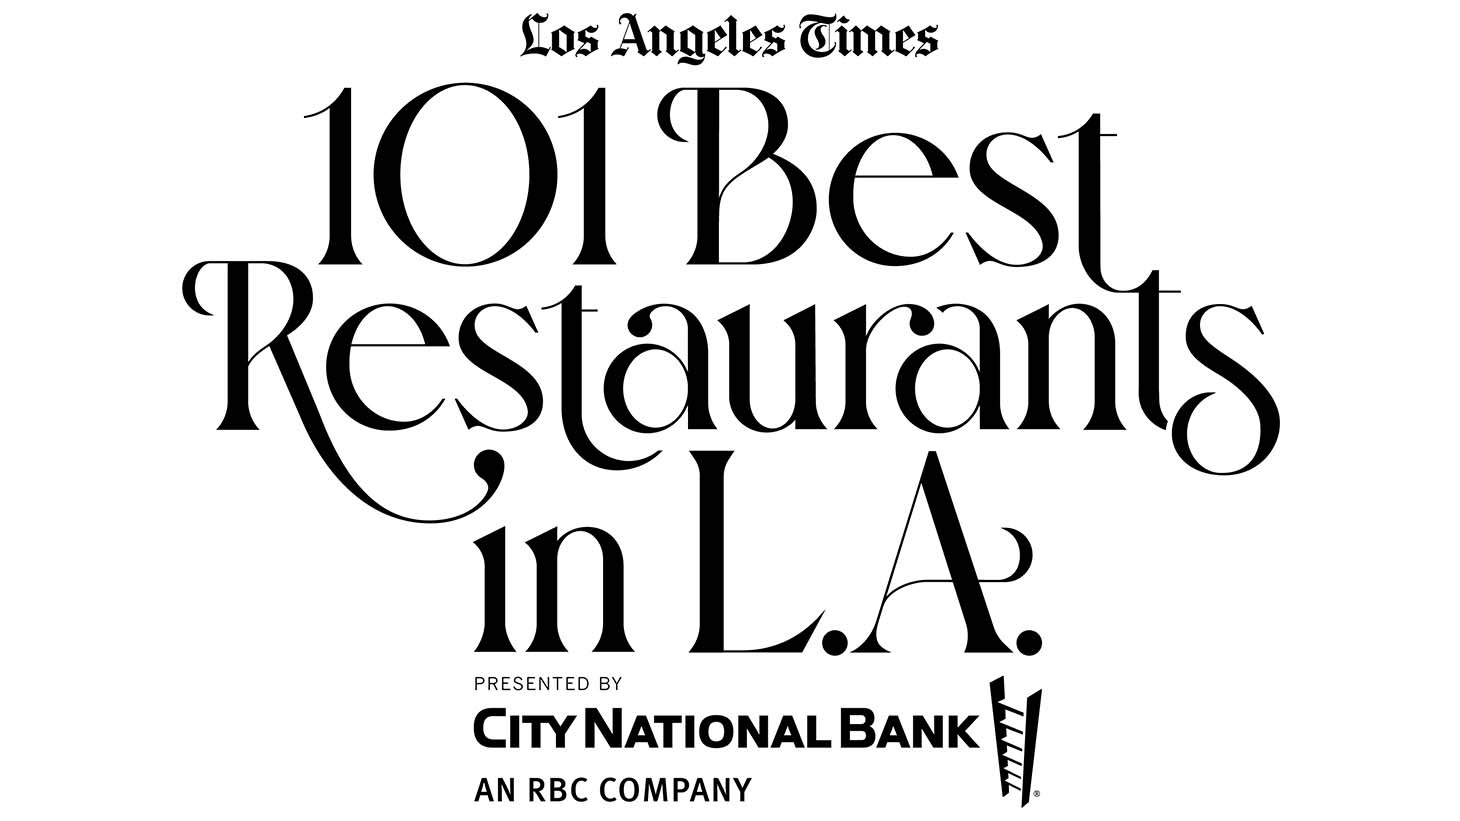 Los Angeles Times
101 Best
Restaurants
in L.A.
PRESENTED BY
CITY NATIONAL BANK
AN RBC COMPANY
®